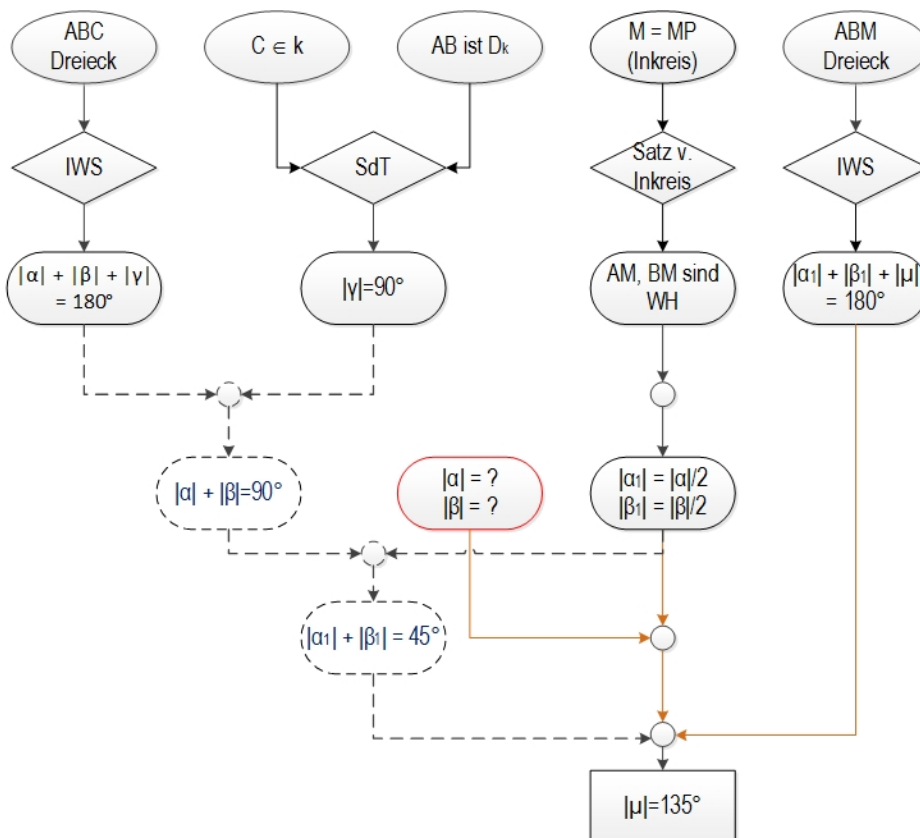 ABC
Dreieck
C ∈ k
AB ist Dk
M = MP
(Inkreis)
ABM
Dreieck
IWS
SdT
Satz v.
Inkreis
IWS
|α| + |β| + |γ|
= 180°
|γ|=90°
AM, BM sind
WH
|α1| + |β1| + |μ|
= 180°
|α| + |β|=90°
|α| = ?
|β| = ?
|α1| = |α|/2
|β1| = |β|/2
|α1| + |β1| = 45°
|μ|=135°